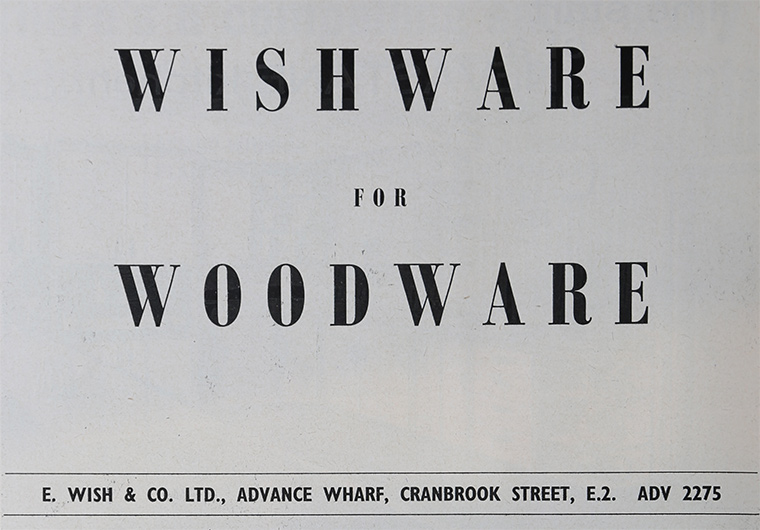 WISHWARE
FOR
WOODWARE
E. WISH & CO. LTD., ADVANCE WHARF, CRANBROOK STREET, E.2. ADV 2275